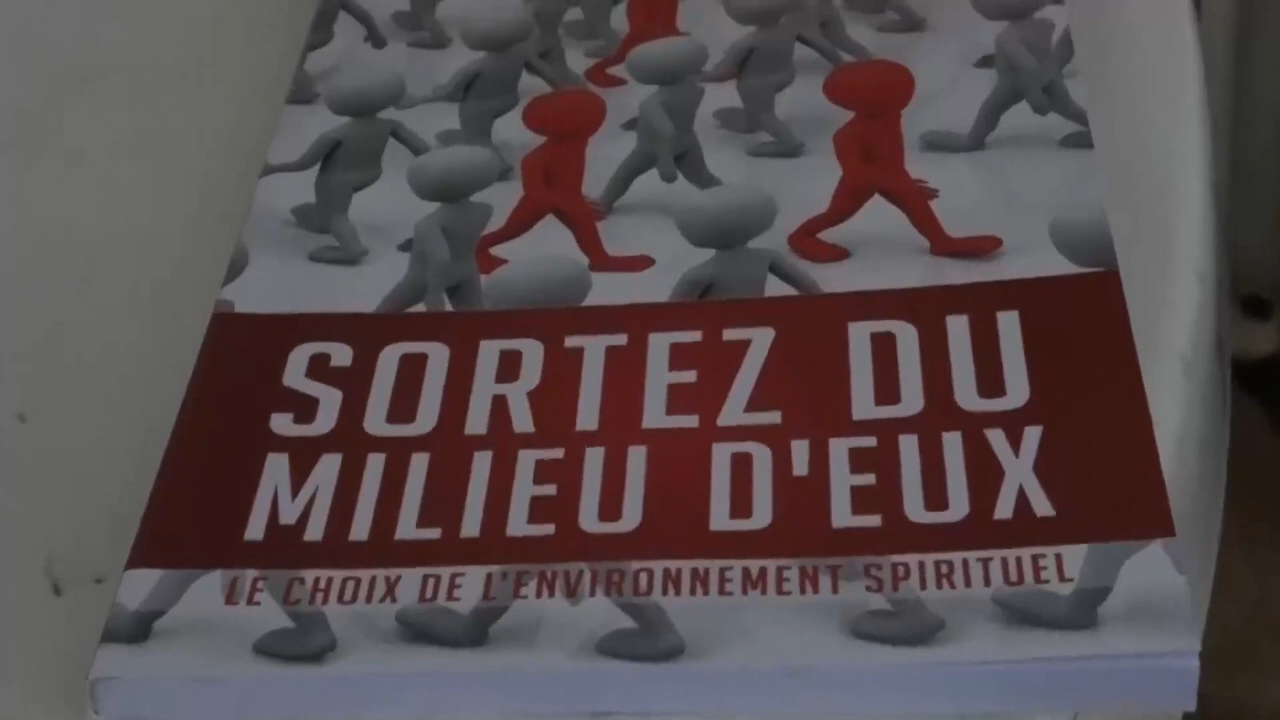 SORTEZ DU
MILIEU D'EUX
LE CHOIX DE L'ENVIRONNEMENT SPIRITUEL